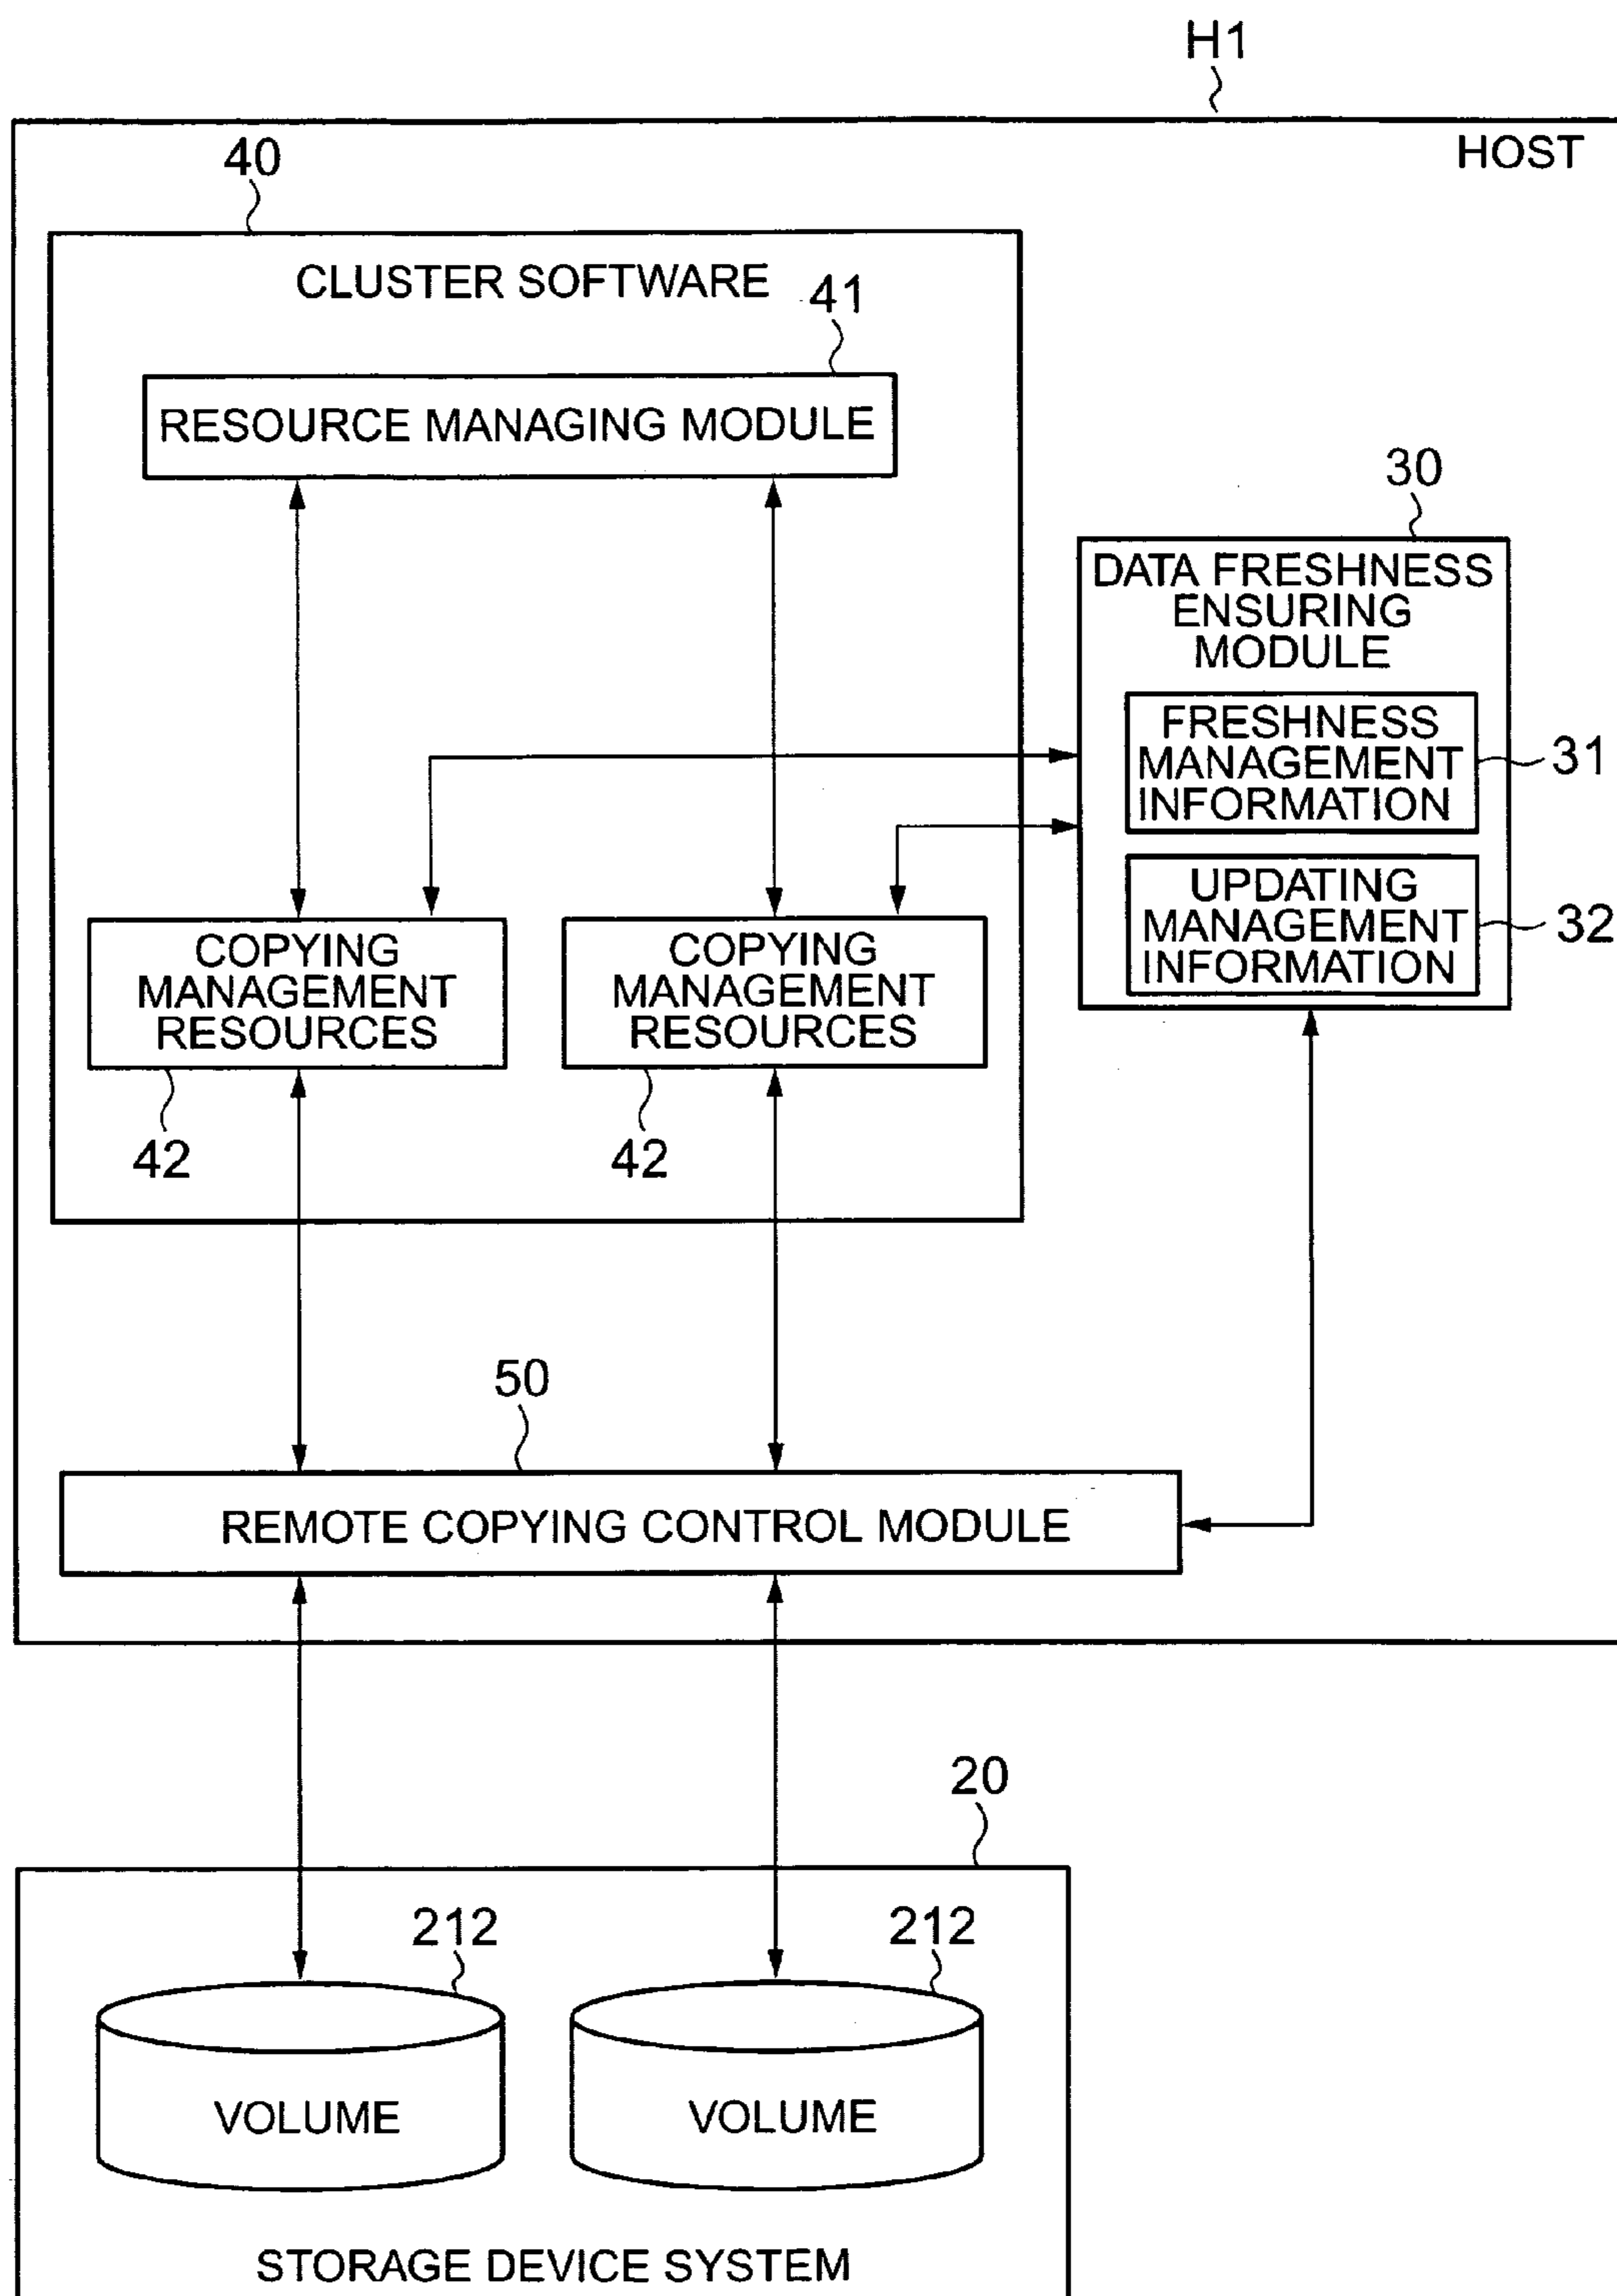 H1
HOST
40
CLUSTER SOFTWARE
41
RESOURCE MANAGING MODULE
30
DATA FRESHNESS
ENSURING
MODULE
FRESHNESS
MANAGEMENT
INFORMATION
31
UPDATING
MANAGEMENT
INFORMATION
32
COPYING
MANAGEMENT
RESOURCES
42
COPYING
MANAGEMENT
RESOURCES
42
50
REMOTE COPYING CONTROL MODULE
20
212
VOLUME
212
VOLUME
STORAGE DEVICE SYSTEM